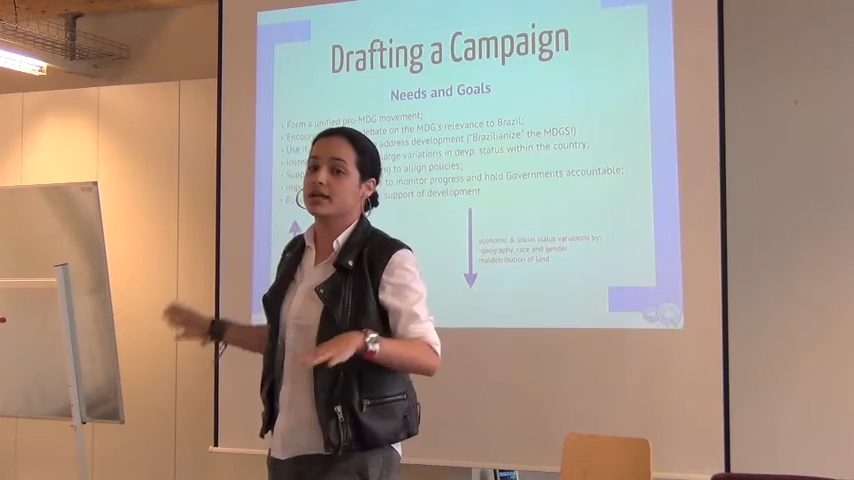 Drafting a Campaign
Needs and Goals
• Form a unified pro-MDG movement;
debate on the MDG's relevance to Brazil;
address development ("Brazilianize" the MDGS!)
large variations in devp. status within the country;
to allign policies;
to monitor progress and hold Governments accountable;
support of development.
economic & social status variations by:
-geography, race and gender
maldistribution of land